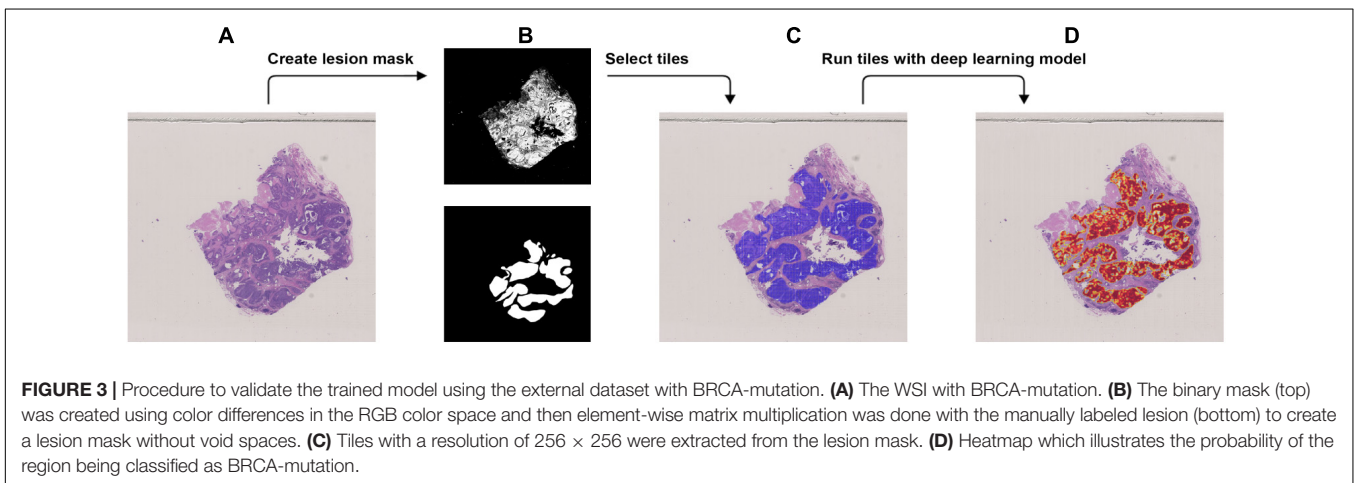 A B C D
Create lesion mask Select tiles Run tiles with deep learning model
FIGURE 3 | Procedure to validate the trained model using the external dataset with BRCA-mutation. (A) The WSI with BRCA-mutation. (B) The binary mask (top)
was created using color differences in the RGB color space and then element-wise matrix multiplication was done with the manually labeled lesion (bottom) to create
a lesion mask without void spaces. (C) Tiles with a resolution of 256 × 256 were extracted from the lesion mask. (D) Heatmap which illustrates the probability of the
region being classified as BRCA-mutation.